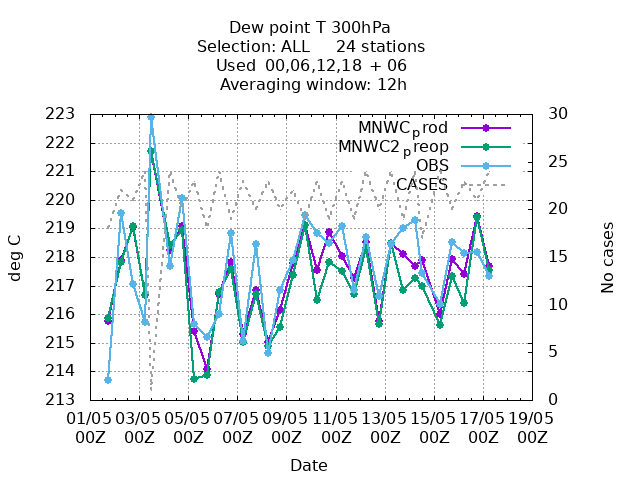 Dew point T 300hPa
Selection: ALL 24 stations
Used 00,06,12,18 + 06
Averaging window: 12h
223
222
221
220
219
218
217
216
215
214
213
deg C
30
25
20
15
10
5
0
No cases
MNWCprod
MNWC2preop
OBS
CASES
01/05 03/05 05/05 07/05 09/05 11/05 13/05 15/05 17/05 19/05
00Z 00Z 00Z 00Z 00Z 00Z 00Z 00Z 00Z 00Z
Date